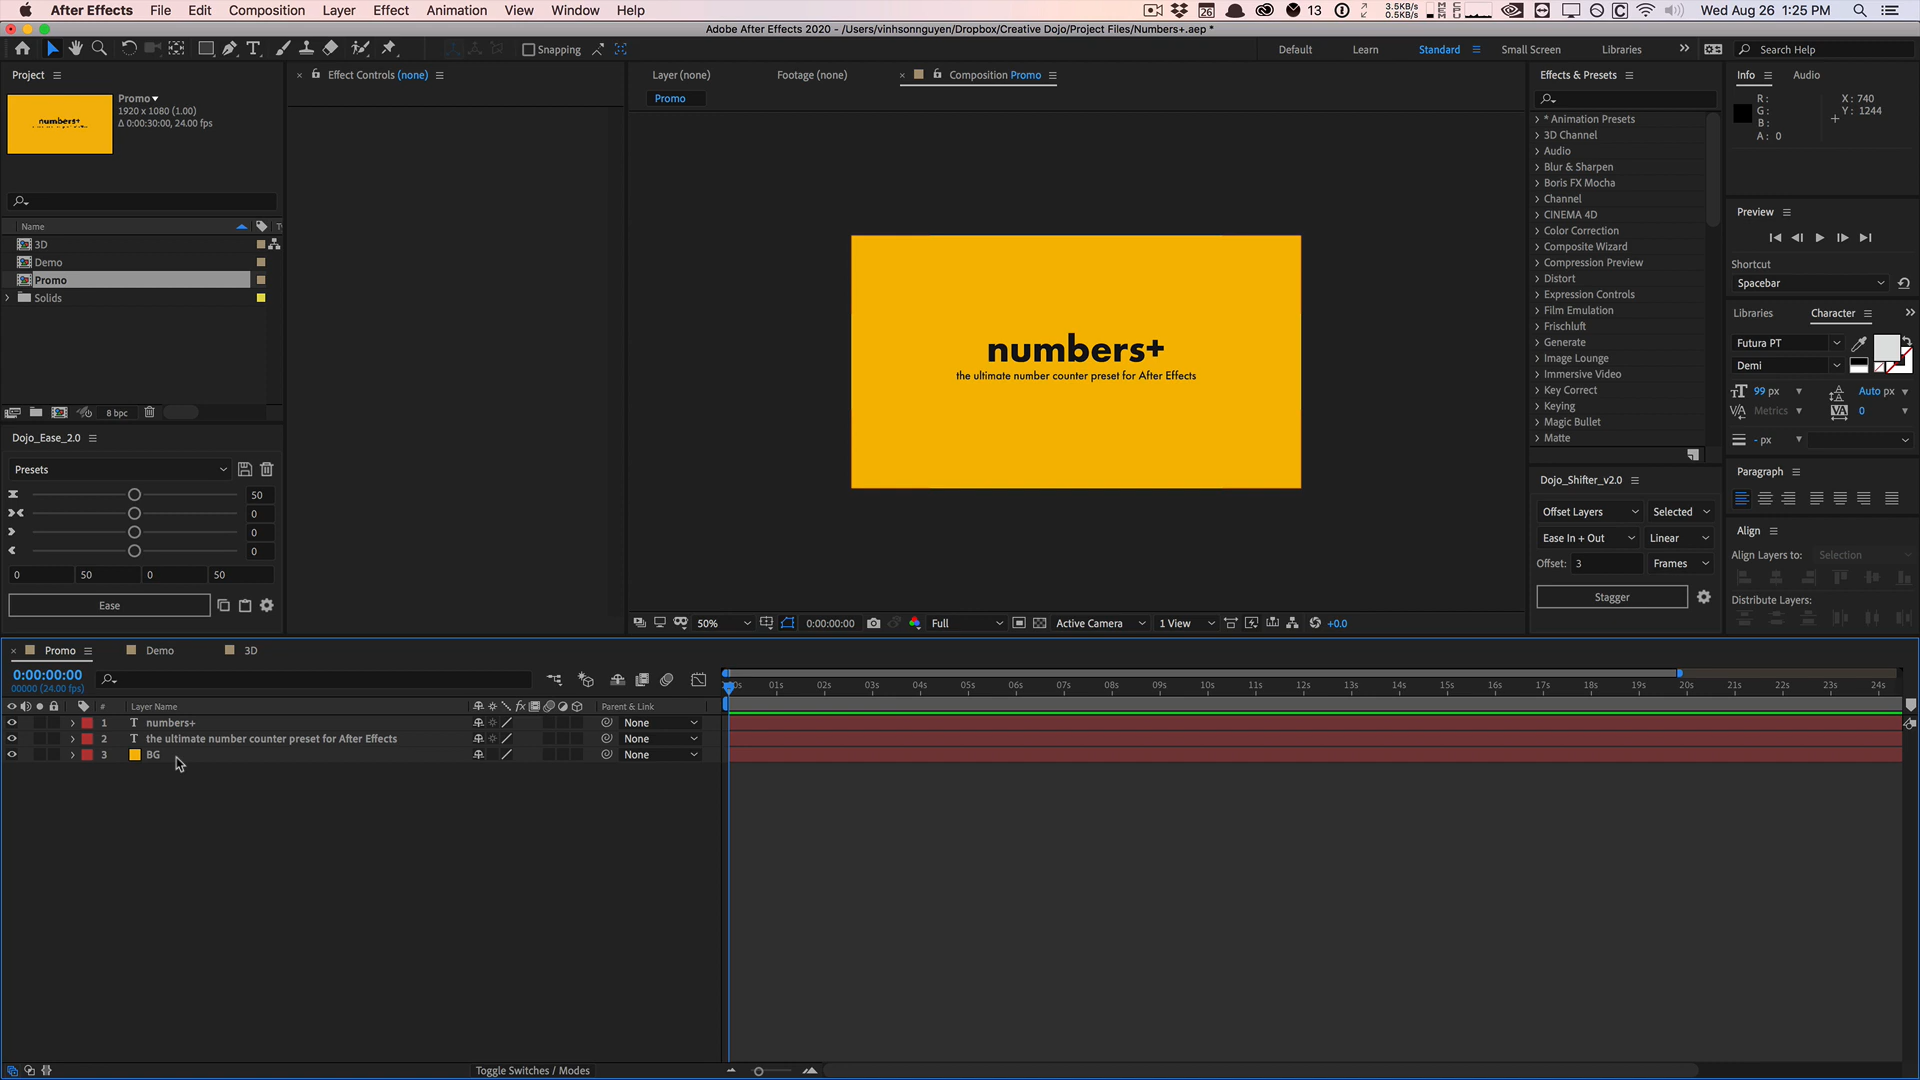 After Effects File Edit Composition Layer Effect Animation View Window Help
26 13 3.5KB/s 0.5KB/s Wed Aug 26 1:25 PM
Adobe After Effects 2020 - /Users/vinhsonnguyen/Dropbox/Creative Dojo/Project Files/Numbers+.aep *
Snapping Default Learn Standard Small Screen Libraries Search Help
Project Effect Controls (none) Layer (none) Footage (none) Composition Promo Effects & Presets Info Audio
Promo
1920 x 1080 (1.00)
Δ 0:00:30:00, 24.00 fps
numbers+
Promo
R: X: 740
G: Y: 1244
B:
A: 0
* Animation Presets
3D Channel
Audio
Blur & Sharpen
Boris FX Mocha
Channel
CINEMA 4D
Color Correction
Composite Wizard
Compression Preview
Distort
Expression Controls
Film Emulation
Frischluft
Generate
Image Lounge
Immersive Video
Key Correct
Keying
Magic Bullet
Matte
Preview
Shortcut
Spacebar
Libraries Character
Futura PT
Demi
99 px Auto px
Metrics 0
- px
Paragraph
Align
Align Layers to: Selection
Distribute Layers:
Name
3D
Demo
Promo
Solids
8 bpc
numbers+
the ultimate number counter preset for After Effects
Dojo_Ease_2.0
Presets
50
0
0
0
0 50 0 50
Ease
Dojo_Shifter_v2.0
Offset Layers Selected
Ease In + Out Linear
Offset: 3 Frames
Stagger
50% 0:00:00:00 Full Active Camera 1 View +0.0
Promo Demo 3D
0:00:00:00
00000 (24.00 fps)
01s 02s 03s 04s 05s 06s 07s 08s 09s 10s 11s 12s 13s 14s 15s 16s 17s 18s 19s 20s 21s 22s 23s 24s
# Layer Name fx Parent & Link
1 T numbers+ None
2 T the ultimate number counter preset for After Effects None
3 BG None
Toggle Switches / Modes